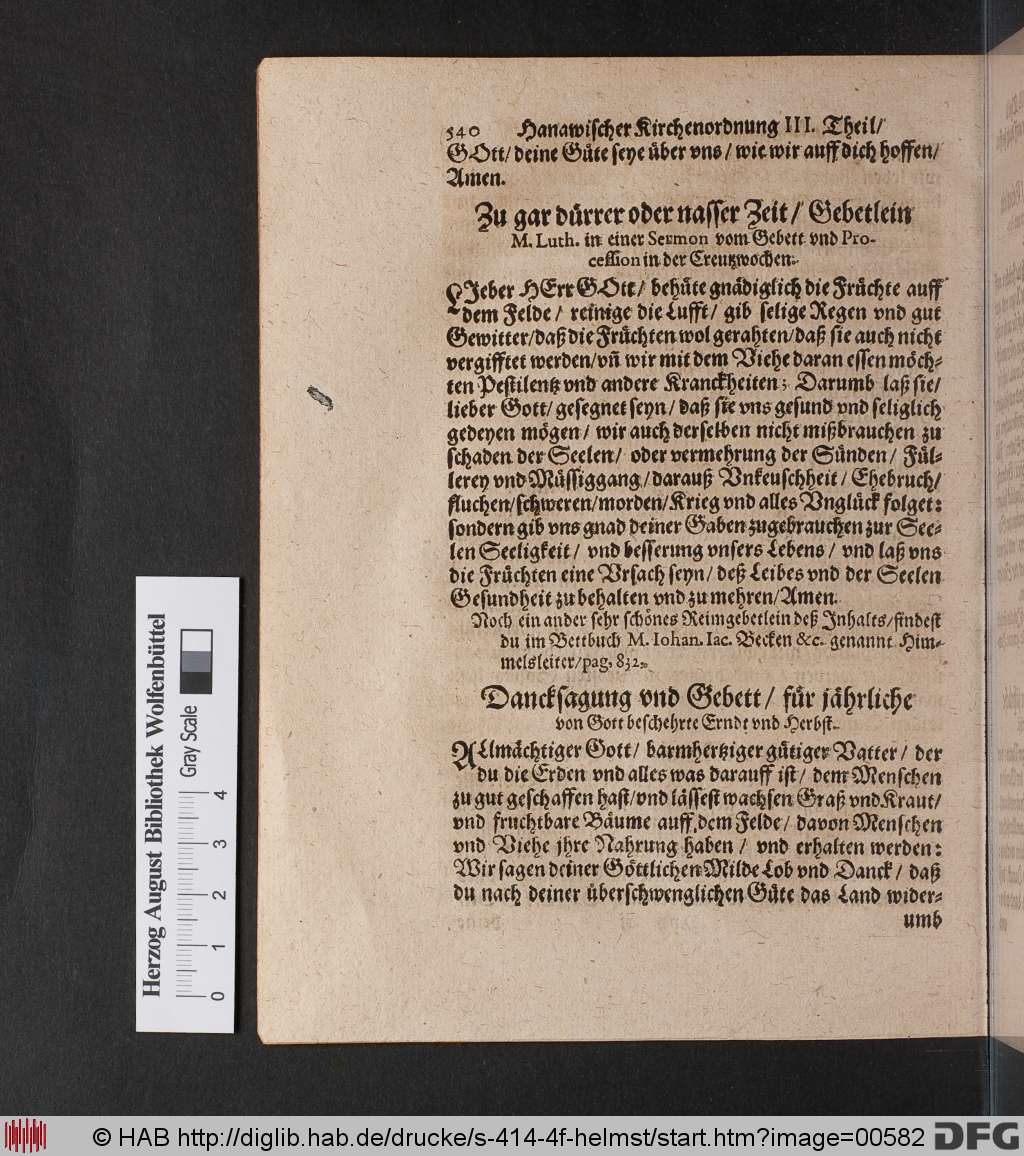 540 Hanawischer Kirchenordnung III. Theil/
GOtt/ deine Güte seye über vns/ wie wir auff dich hoffen/
Amen.
Zu gar dürrer oder nasser Zeit/ Gebetlein
M. Luth. in einer Sermon vom Gebett vnd Pro-
cession in der Creutzwochen.
LIeber HErr GOtt/ behüte gnädiglich die Früchte auff
dem Felde/ reinige die Lufft/ gib selige Regen vnd gut
Gewitter/daß die Früchten wol gerahten/daß sie auch nicht
vergifftet werden/vñ wir mit dem Viehe daran essen möch-
ten Pestilentz vnd andere Kranckheiten; Darumb laß sie/
lieber Gott/ gesegnet seyn/ daß sie vns gesund vnd seliglich
gedeyen mögen/ wir auch derselben nicht mißbrauchen zu
schaden der Seelen/ oder vermehrung der Sünden/ Fül-
lerey vnd Müssiggang/darauß Vnkeuschheit/ Ehebruch/
fluchen/schweren/morden/Krieg vnd alles Vnglück folget:
sondern gib vns gnad deiner Gaben zugebrauchen zur See-
len Seeligkeit/ vnd besserung vnsers Lebens/ vnd laß vns
die Früchten eine Vrsach seyn/ deß Leibes vnd der Seelen
Gesundheit zu behalten vnd zu mehren/Amen.
Noch ein ander sehr schönes Reimgebetlein deß Inhalts/findest
du im Bettbuch M. Iohan. Iac. Becken &c. genannt Him-
melsleiter/pag, 832.
Dancksagung vnd Gebett/ für jährliche
von Gott beschehrte Erndt vnd Herbst.
ALlmächtiger Gott/ barmhertziger gütiger Vatter/ der
du die Erden vnd alles was darauff ist/ dem Menschen
zu gut geschaffen hast/vnd lässest wachsen Graß vnd Kraut/
vnd fruchtbare Bäume auff dem Felde/ davon Menschen
vnd Viehe jhre Nahrung haben/ vnd erhalten werden:
Wir sagen deiner Göttlichen Milde Lob vnd Danck/ daß
du nach deiner überschwenglichen Güte das Land wider-
umb
Herzog August Bibliothek Wolfenbüttel
Gray Scale
0 1 2 3 4
© HAB http://diglib.hab.de/drucke/s-414-4f-helmst/start.htm?image=00582 DFG